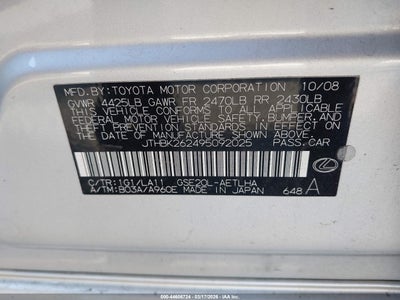 MFD.BY: TOYOTA MOTOR CORPORATION 10/08
GVWR 4425LB GAWR FR 2470LB RR 2430LB
THIS VEHICLE CONFORMS TO ALL APPLICABLE
FEDERAL MOTOR VEHICLE SAFETY, BUMPER,
AND THEFT PREVENTION STANDARDS IN EFFECT ON
THE DATE OF MANUFACTURE SHOWN ABOVE.
JTHBK262495092025 PASS.CAR
C/TR:1G1/LA11 GSE20L-AETLHA
A/TM:B03A/A960E MADE IN JAPAN 648 A
500-44608724 | 03/17/2026 | IAA